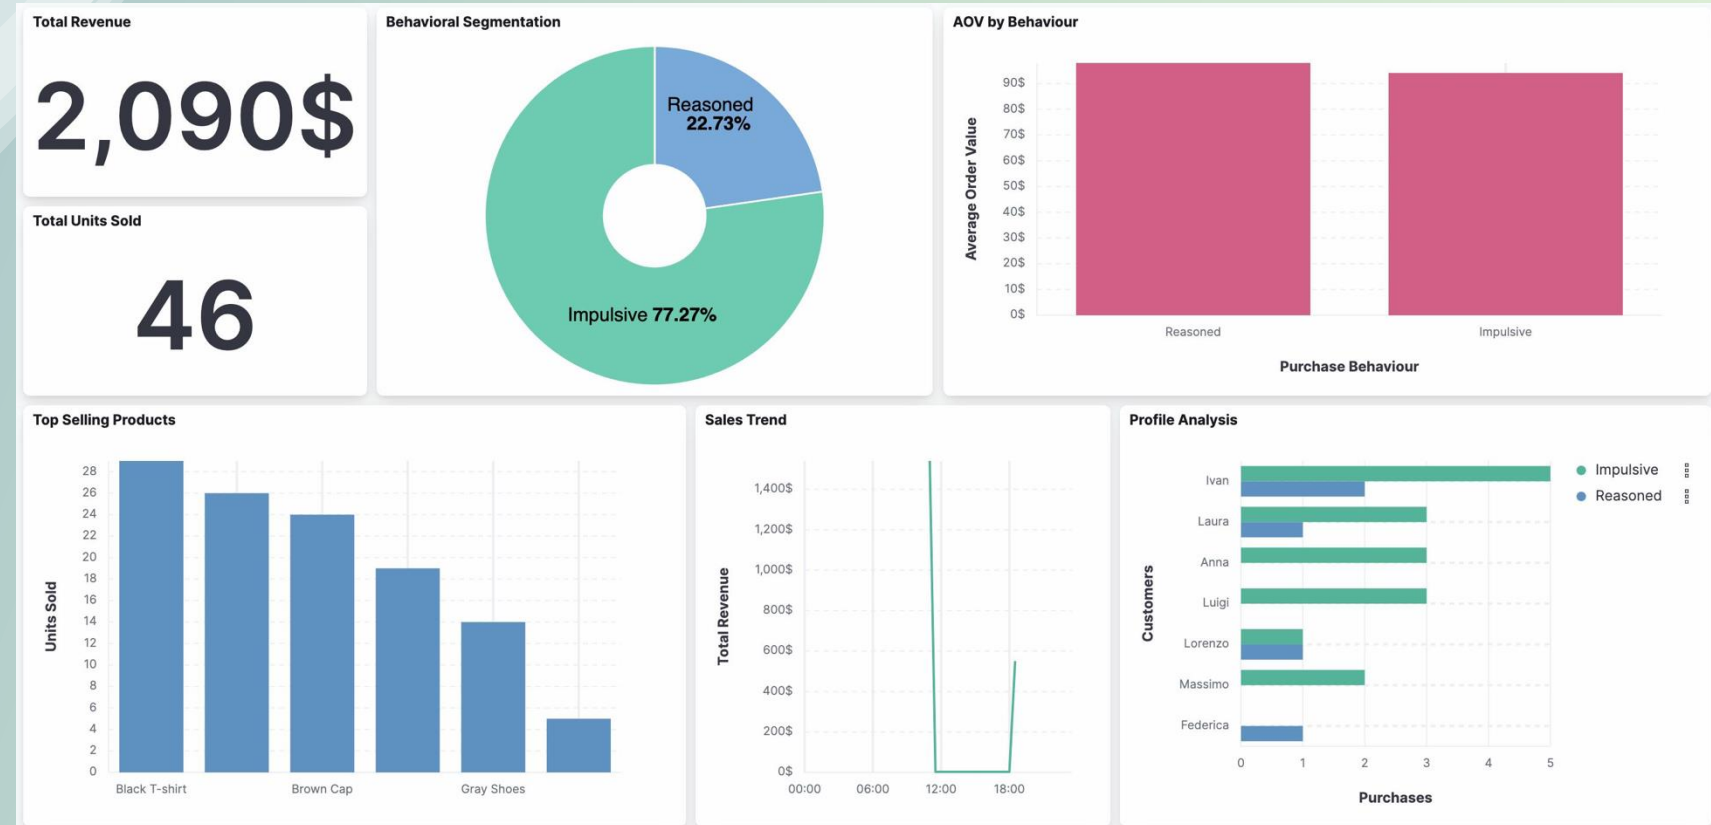 Total Revenue
2,090$
Total Units Sold
46
Behavioral Segmentation
Reasoned
22.73%
Impulsive 77.27%
AOV by Behaviour
Average Order Value
90$
80$
70$
60$
50$
40$
30$
20$
10$
0$
Reasoned
Impulsive
Purchase Behaviour
Top Selling Products
Units Sold
28
26
24
22
20
18
16
14
12
10
8
6
4
2
0
Black T-shirt
Brown Cap
Gray Shoes
Sales Trend
Total Revenue
1,400$
1,200$
1,000$
800$
600$
400$
200$
0$
00:00
06:00
12:00
18:00
Profile Analysis
Customers
Ivan
Laura
Anna
Luigi
Lorenzo
Massimo
Federica
0
1
2
3
4
5
Purchases
Impulsive
Reasoned